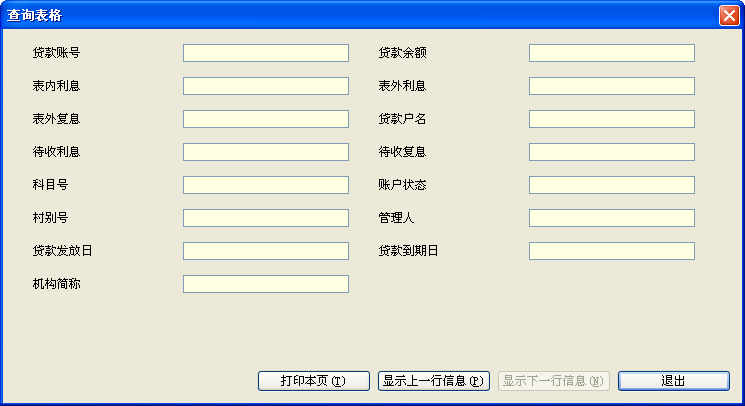 查询表格
贷款账号 贷款余额
表内利息 表外利息
表外复息 贷款户名
待收利息 待收复息
科目号 账户状态
村别号 管理人
贷款发放日 贷款到期日
机构简称
打印本页(T) 显示上一行信息(P) 显示下一行信息(N) 退出